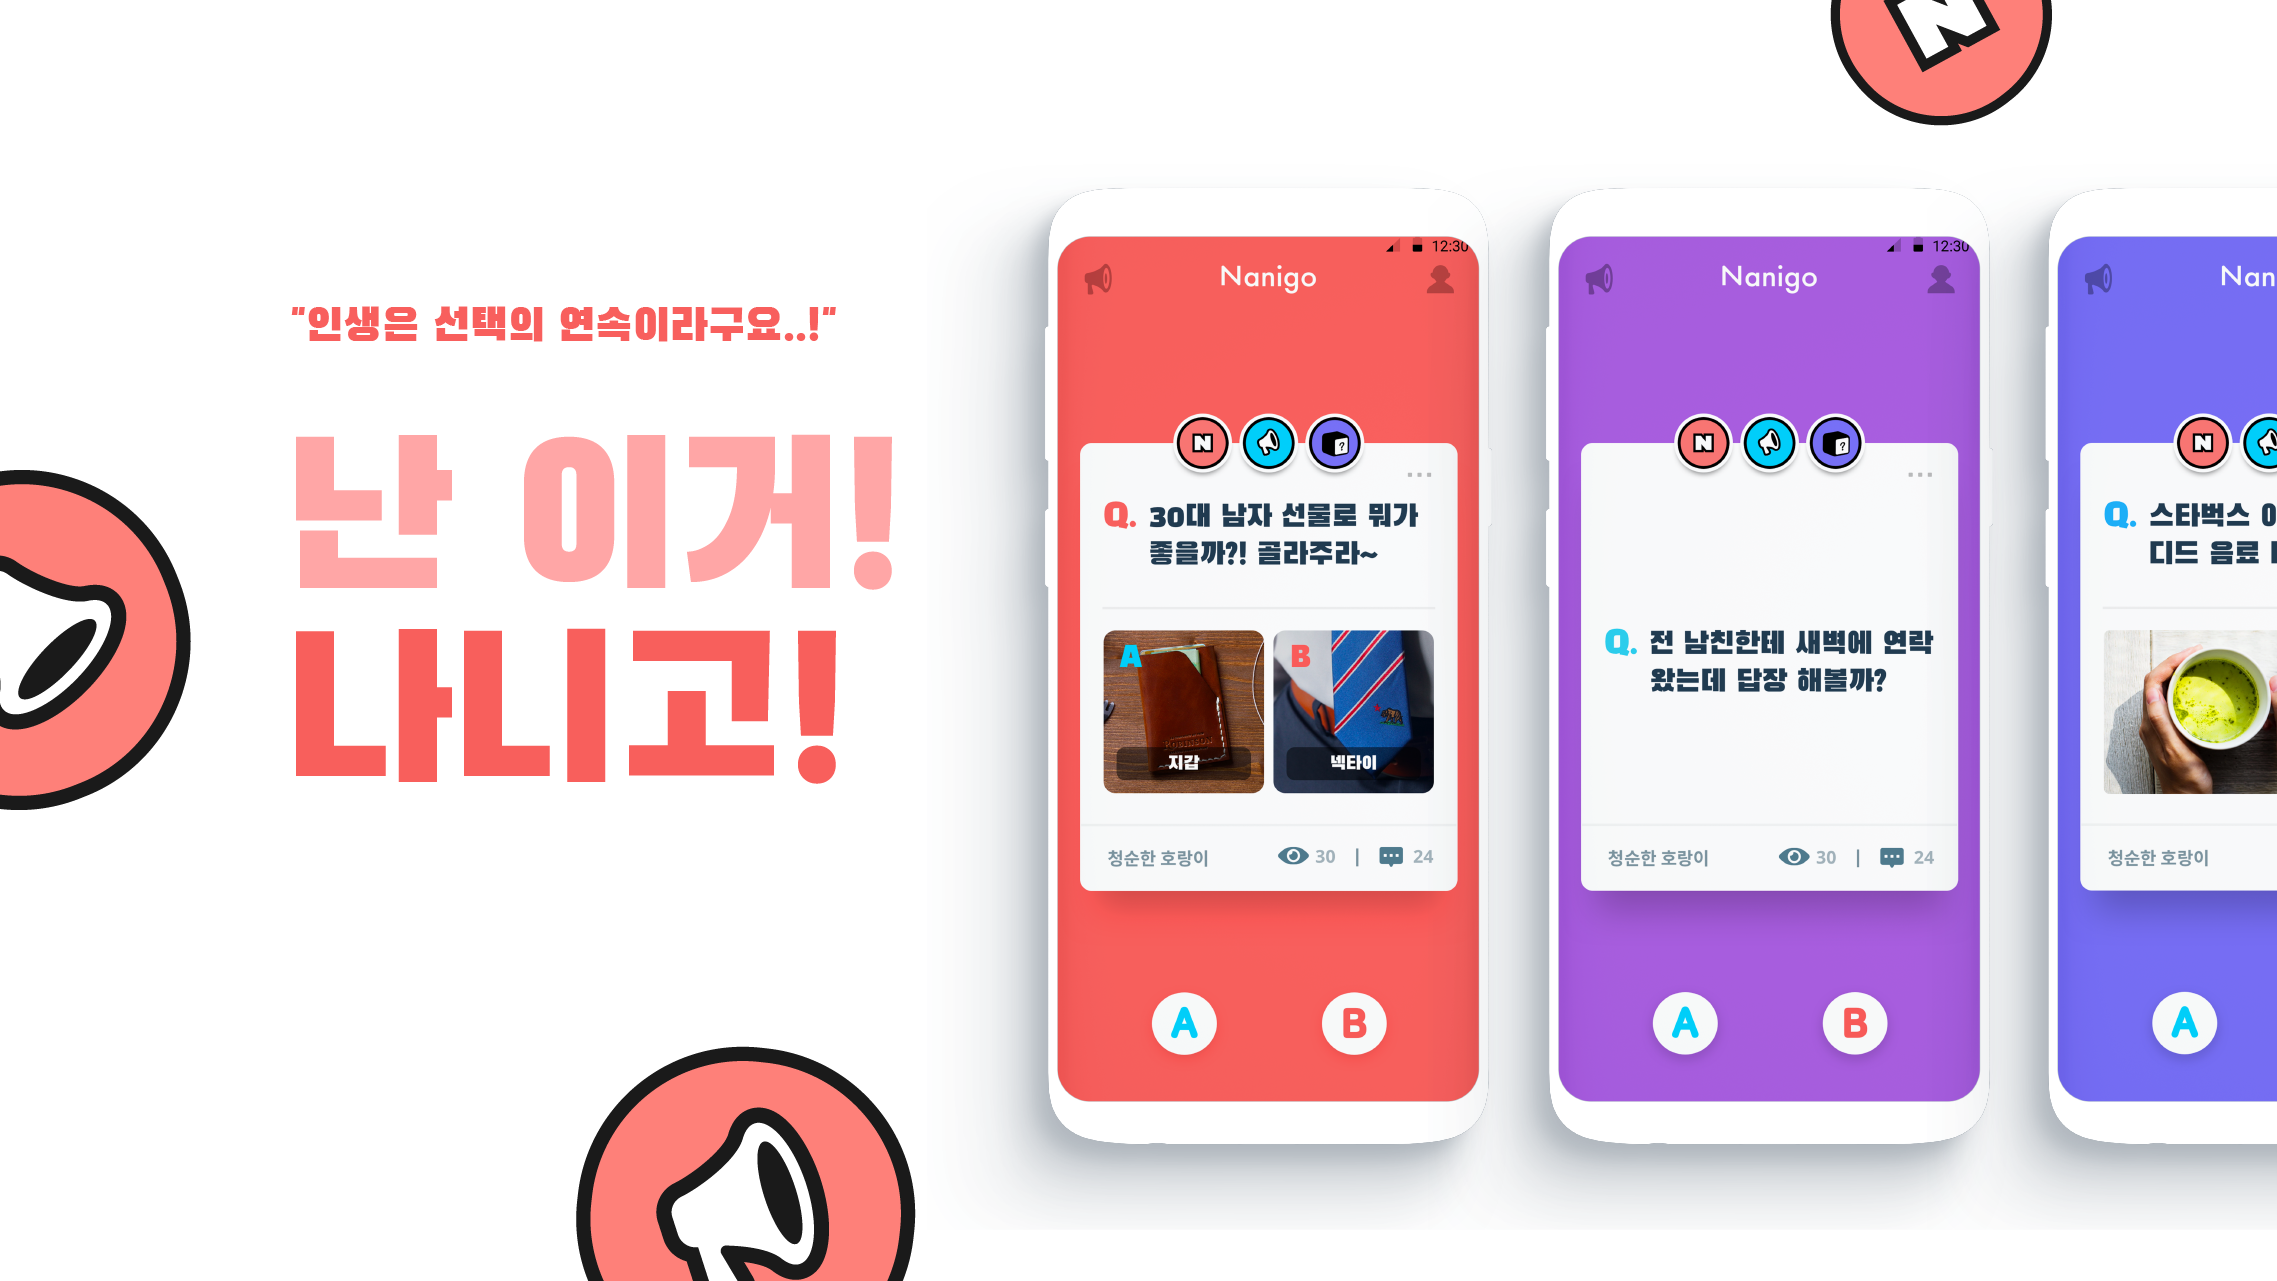 "인생은 선택의 연속이라구요..!"
난 이거!
나니고!
N
12:30
Nanigo
N
?
Q. 30대 남자 선물로 뭐가
좋을까?! 골라주라~
A
B
ROBINSON
지갑
넥타이
청순한 호랑이 30 | 24
A B
12:30
Nanigo
N
?
Q. 전 남친한테 새벽에 연락
왔는데 답장 해볼까?
청순한 호랑이 30 | 24
A B
Nan
N
Q. 스타벅스
디드 음료
청순한 호랑이
A